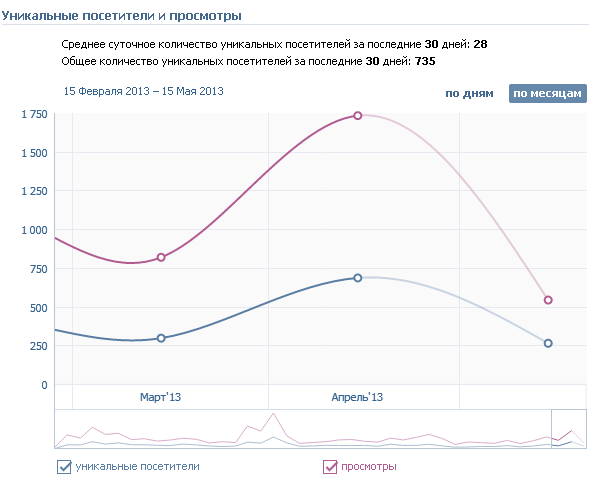 Уникальные посетители и просмотры
Среднее суточное количество уникальных посетителей за последние 30 дней: 28
Общее количество уникальных посетителей за последние 30 дней: 735
15 Февраля 2013 – 15 Мая 2013
по дням
по месяцам
1 750
1 500
1 250
1 000
750
500
250
0
Март'13
Апрель'13
уникальные посетители
просмотры